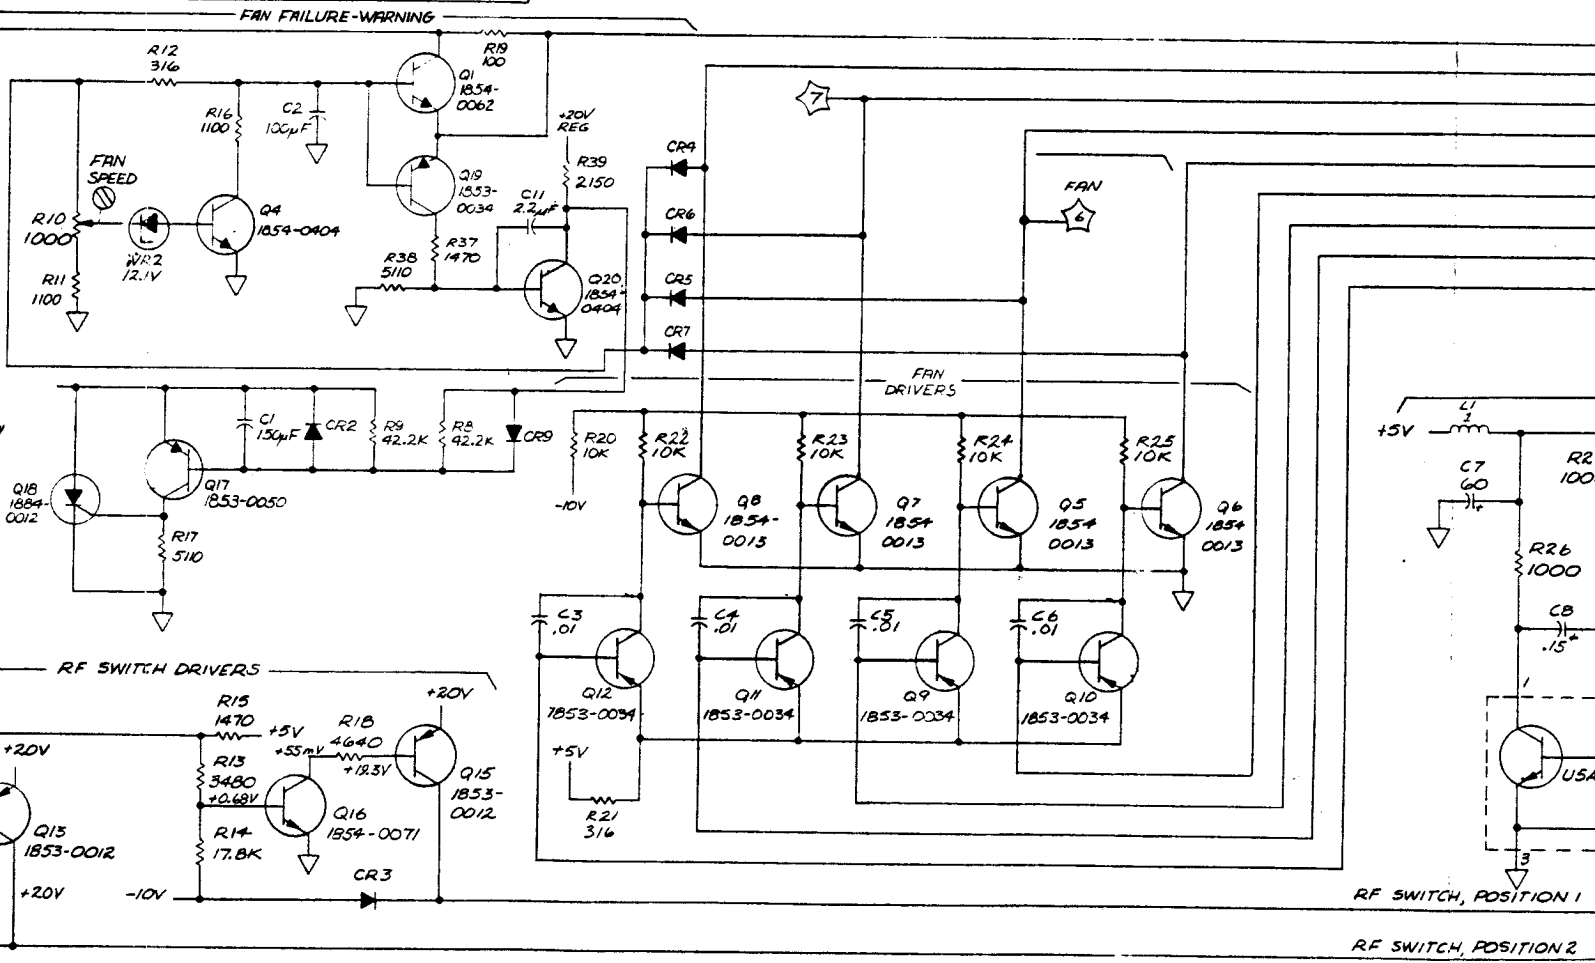 FAN FAILURE-WARNING
R12
316
R19
100
Q1
1854-
0062
R16
1100
C2
100µF
7
+20V
REG
CR4
FAN
SPEED
Q19
1853-
0034
R39
2150
C11
2.2µF
FAN
6
R10
1000
Q4
1854-0404
CR6
VR2
12.1V
R37
1470
R38
5110
R11
1100
Q20
1854-
0404
CR5
CR7
FAN
DRIVERS
C1
150µF
CR2
R9
42.2K
R8
42.2K
CR9
R20
10K
R22
10K
R23
10K
R24
10K
R25
10K
L1
1
+5V
C7
60
+
R2
100
Q18
1884-
0012
Q17
1853-0050
-10V
Q8
1854-
0013
Q7
1854
0013
Q5
1854
0013
Q6
1854
0013
R17
5110
R26
1000
C3
.01
C4
.01
C5
.01
C6
.01
C8
.15
+
RF SWITCH DRIVERS
Q12
1853-0034
Q11
1853-0034
Q9
1853-0034
Q10
1853-0034
1
+20V
R15
1470
+5V
R18
4640
+55mV
+19.3V
+20V
R13
3480
+0.68V
Q15
1853-
0012
+5V
R21
316
USA
Q16
1854-0071
Q13
1853-0012
R14
17.8K
3
CR3
+20V
-10V
RF SWITCH, POSITION 1
RF SWITCH, POSITION 2